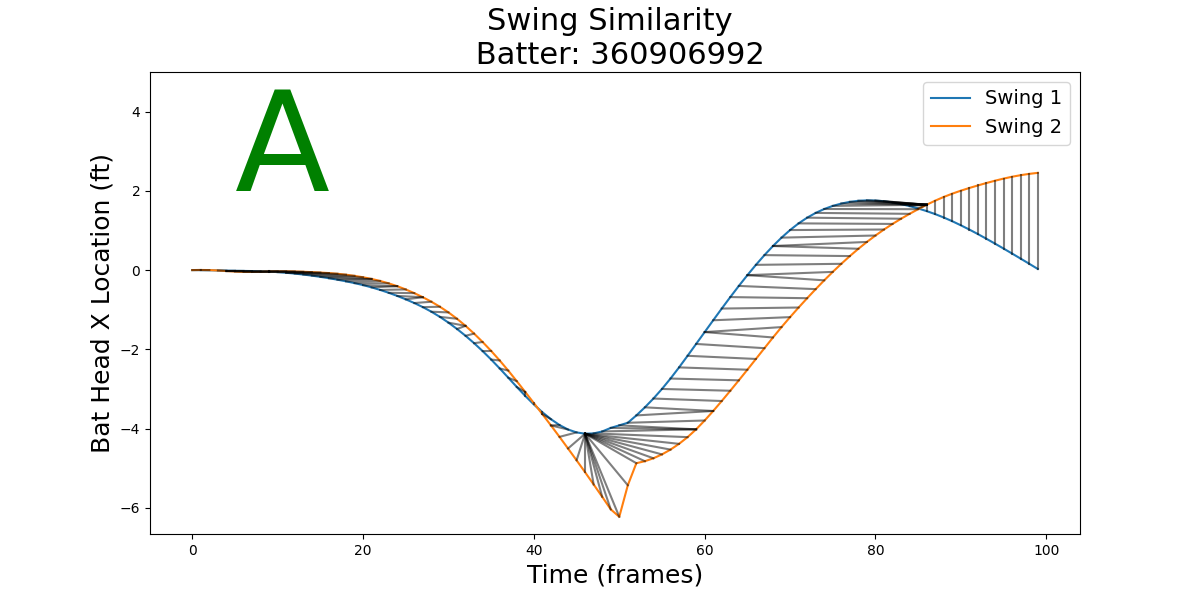 Swing Similarity
Batter: 360906992
A
Swing 1
Swing 2
Bat Head X Location (ft)
4
2
0
−2
−4
−6
0 20 40 60 80 100
Time (frames)